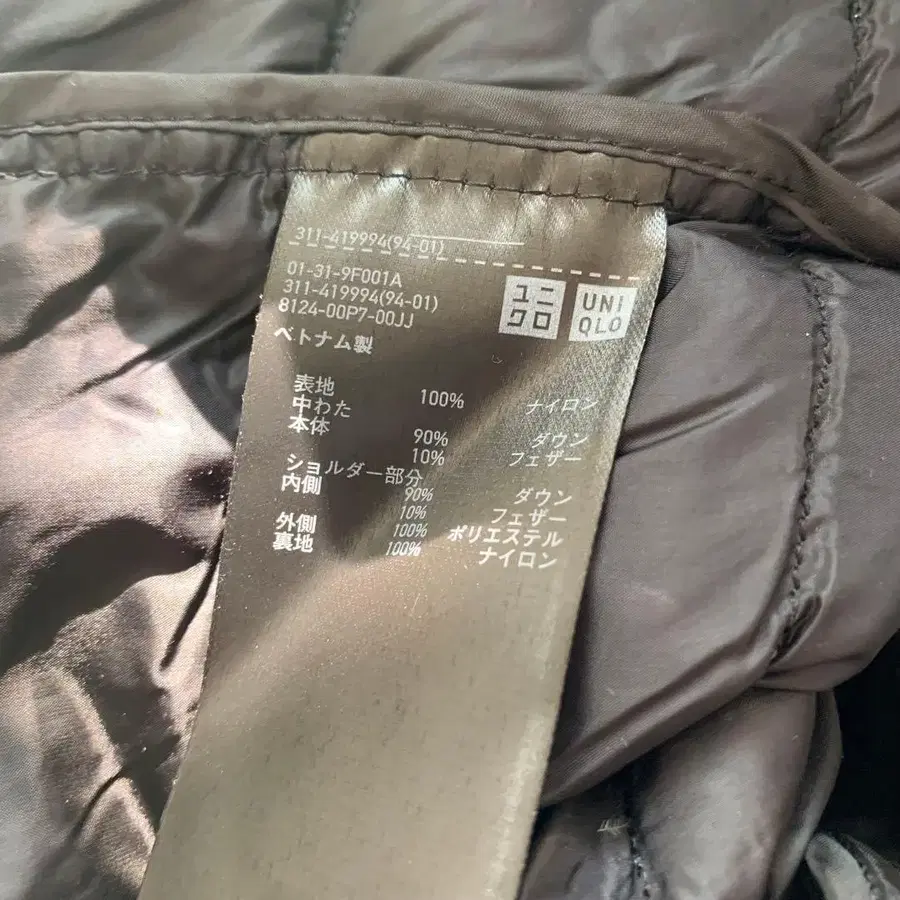 311-419994(94-01)
01-31-9F001A
311-419994(94-01)
8124-00P7-00JJ
ユニクロ
UNIQLO
ベトナム製
表地 100% ナイロン
中わた
本体 90% ダウン
10% フェザー
ショルダー部分
内側 90% ダウン
10% フェザー
外側 100% ポリエステル
裏地 100% ナイロン